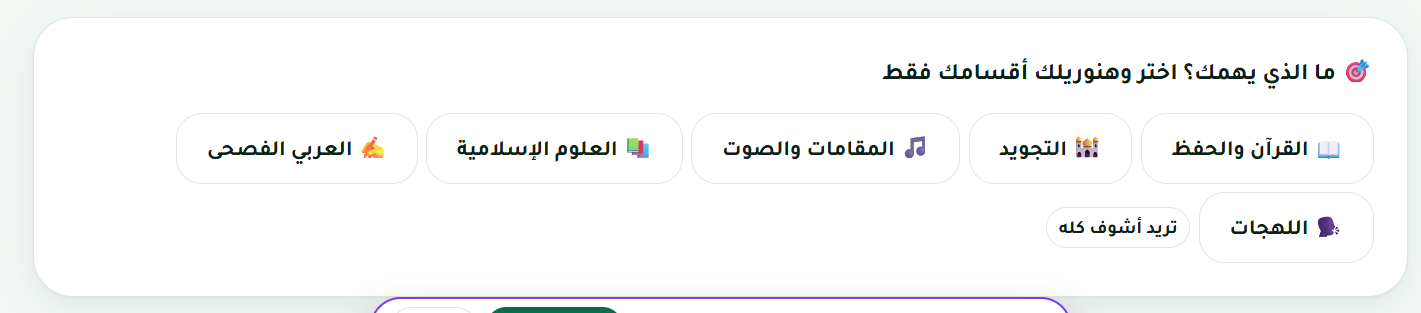 🎯 ما الذي يهمك؟ اختر وهنوريلك أقسامك فقط
📖 القرآن والحفظ
🕌 التجويد
🎵 المقامات والصوت
📚 العلوم الإسلامية
✍️ العربي الفصحى
🗣️ اللهجات
تريد أشوف كله